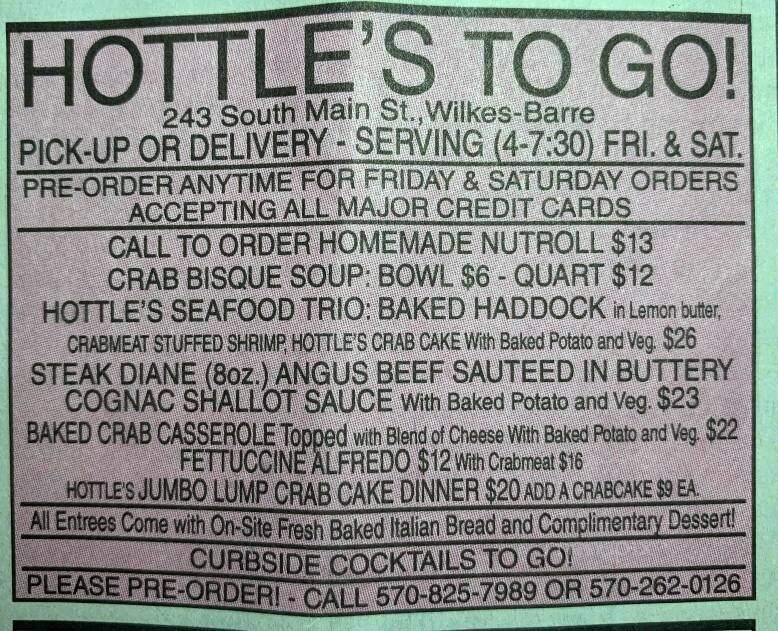 HOTTLE'S TO GO!
243 South Main St., Wilkes-Barre
PICK-UP OR DELIVERY - SERVING (4-7:30) FRI. & SAT.
PRE-ORDER ANYTIME FOR FRIDAY & SATURDAY ORDERS
ACCEPTING ALL MAJOR CREDIT CARDS
CALL TO ORDER HOMEMADE NUTROLL $13
CRAB BISQUE SOUP: BOWL $6 - QUART $12
HOTTLE'S SEAFOOD TRIO: BAKED HADDOCK in Lemon butter,
CRABMEAT STUFFED SHRIMP, HOTTLE'S CRAB CAKE With Baked Potato and Veg. $26
STEAK DIANE (8oz.) ANGUS BEEF SAUTEED IN BUTTERY
COGNAC SHALLOT SAUCE With Baked Potato and Veg. $23
BAKED CRAB CASSEROLE Topped with Blend of Cheese With Baked Potato and Veg. $22
FETTUCCINE ALFREDO $12 With Crabmeat $16
HOTTLE'S JUMBO LUMP CRAB CAKE DINNER $20 ADD A CRABCAKE $9 EA.
All Entrees Come with On-Site Fresh Baked Italian Bread and Complimentary Dessert!
CURBSIDE COCKTAILS TO GO!
PLEASE PRE-ORDER! - CALL 570-825-7989 OR 570-262-0126